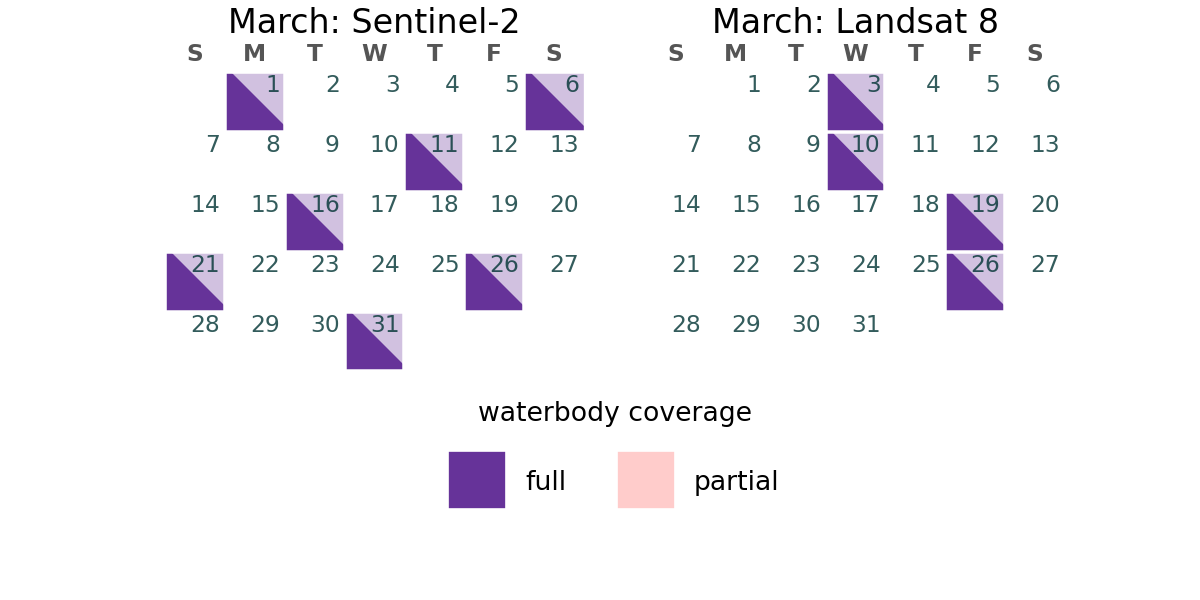 March: Sentinel-2
S M T W T F S
1 2 3 4 5 6
7 8 9 10 11 12 13
14 15 16 17 18 19 20
21 22 23 24 25 26 27
28 29 30 31
March: Landsat 8
S M T W T F S
1 2 3 4 5 6
7 8 9 10 11 12 13
14 15 16 17 18 19 20
21 22 23 24 25 26 27
28 29 30 31
waterbody coverage
full
partial